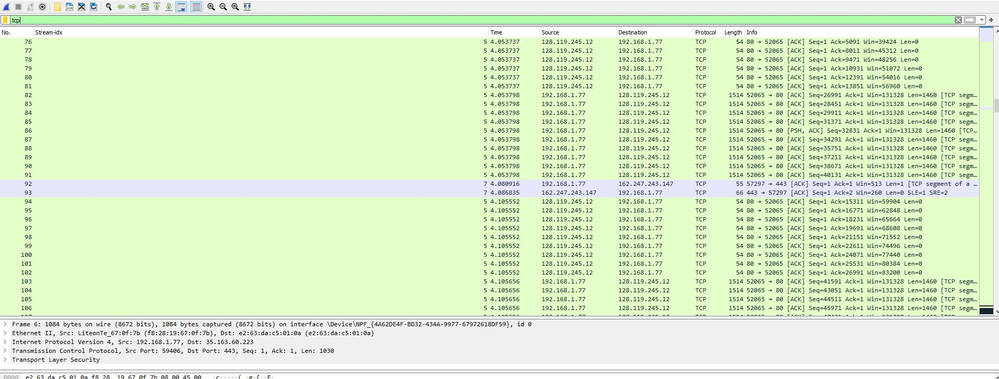 tcp
No. Stream-idx Time Source Destination Protocol Length Info
76 5 4.053737 128.119.245.12 192.168.1.77 TCP 54 80 → 52065 [ACK] Seq=1 Ack=5091 Win=39424 Len=0
77 5 4.053737 128.119.245.12 192.168.1.77 TCP 54 80 → 52065 [ACK] Seq=1 Ack=8011 Win=45312 Len=0
78 5 4.053737 128.119.245.12 192.168.1.77 TCP 54 80 → 52065 [ACK] Seq=1 Ack=9471 Win=48256 Len=0
79 5 4.053737 128.119.245.12 192.168.1.77 TCP 54 80 → 52065 [ACK] Seq=1 Ack=10931 Win=51072 Len=0
80 5 4.053737 128.119.245.12 192.168.1.77 TCP 54 80 → 52065 [ACK] Seq=1 Ack=12391 Win=54016 Len=0
81 5 4.053737 128.119.245.12 192.168.1.77 TCP 54 80 → 52065 [ACK] Seq=1 Ack=13851 Win=56960 Len=0
82 5 4.053798 192.168.1.77 128.119.245.12 TCP 1514 52065 → 80 [ACK] Seq=26991 Ack=1 Win=131328 Len=1460 [TCP segm…
83 5 4.053798 192.168.1.77 128.119.245.12 TCP 1514 52065 → 80 [ACK] Seq=28451 Ack=1 Win=131328 Len=1460 [TCP segm…
84 5 4.053798 192.168.1.77 128.119.245.12 TCP 1514 52065 → 80 [ACK] Seq=29911 Ack=1 Win=131328 Len=1460 [TCP segm…
85 5 4.053798 192.168.1.77 128.119.245.12 TCP 1514 52065 → 80 [ACK] Seq=31371 Ack=1 Win=131328 Len=1460 [TCP segm…
86 5 4.053798 192.168.1.77 128.119.245.12 TCP 1514 52065 → 80 [PSH, ACK] Seq=32831 Ack=1 Win=131328 Len=1460 [TCP…
87 5 4.053798 192.168.1.77 128.119.245.12 TCP 1514 52065 → 80 [ACK] Seq=34291 Ack=1 Win=131328 Len=1460 [TCP segm…
88 5 4.053798 192.168.1.77 128.119.245.12 TCP 1514 52065 → 80 [ACK] Seq=35751 Ack=1 Win=131328 Len=1460 [TCP segm…
89 5 4.053798 192.168.1.77 128.119.245.12 TCP 1514 52065 → 80 [ACK] Seq=37211 Ack=1 Win=131328 Len=1460 [TCP segm…
90 5 4.053798 192.168.1.77 128.119.245.12 TCP 1514 52065 → 80 [ACK] Seq=38671 Ack=1 Win=131328 Len=1460 [TCP segm…
91 5 4.053798 192.168.1.77 128.119.245.12 TCP 1514 52065 → 80 [ACK] Seq=40131 Ack=1 Win=131328 Len=1460 [TCP segm…
92 7 4.080916 192.168.1.77 162.247.243.147 TCP 55 57297 → 443 [ACK] Seq=1 Ack=1 Win=513 Len=1 [TCP segment of a …
93 7 4.086835 162.247.243.147 192.168.1.77 TCP 66 443 → 57297 [ACK] Seq=1 Ack=2 Win=260 Len=0 SLE=1 SRE=2
94 5 4.105552 128.119.245.12 192.168.1.77 TCP 54 80 → 52065 [ACK] Seq=1 Ack=15311 Win=59904 Len=0
95 5 4.105552 128.119.245.12 192.168.1.77 TCP 54 80 → 52065 [ACK] Seq=1 Ack=16771 Win=62848 Len=0
96 5 4.105552 128.119.245.12 192.168.1.77 TCP 54 80 → 52065 [ACK] Seq=1 Ack=18231 Win=65664 Len=0
97 5 4.105552 128.119.245.12 192.168.1.77 TCP 54 80 → 52065 [ACK] Seq=1 Ack=19691 Win=68608 Len=0
98 5 4.105552 128.119.245.12 192.168.1.77 TCP 54 80 → 52065 [ACK] Seq=1 Ack=21151 Win=71552 Len=0
99 5 4.105552 128.119.245.12 192.168.1.77 TCP 54 80 → 52065 [ACK] Seq=1 Ack=22611 Win=74496 Len=0
100 5 4.105552 128.119.245.12 192.168.1.77 TCP 54 80 → 52065 [ACK] Seq=1 Ack=24071 Win=77440 Len=0
101 5 4.105552 128.119.245.12 192.168.1.77 TCP 54 80 → 52065 [ACK] Seq=1 Ack=25531 Win=80384 Len=0
102 5 4.105552 128.119.245.12 192.168.1.77 TCP 54 80 → 52065 [ACK] Seq=1 Ack=26991 Win=83200 Len=0
103 5 4.105656 192.168.1.77 128.119.245.12 TCP 1514 52065 → 80 [ACK] Seq=41591 Ack=1 Win=131328 Len=1460 [TCP segm…
104 5 4.105656 192.168.1.77 128.119.245.12 TCP 1514 52065 → 80 [ACK] Seq=43051 Ack=1 Win=131328 Len=1460 [TCP segm…
105 5 4.105656 192.168.1.77 128.119.245.12 TCP 1514 52065 → 80 [ACK] Seq=44511 Ack=1 Win=131328 Len=1460 [TCP segm…
106 5 4.105656 192.168.1.77 128.119.245.12 TCP 1514 52065 → 80 [ACK] Seq=45971 Ack=1 Win=131328 Len=1460 [TCP segm…
Frame 6: 1084 bytes on wire (8672 bits), 1084 bytes captured (8672 bits) on interface \Device\NPF_{4A62DE4F-BD32-434A-9977-67972618DF59}, id 0
Ethernet II, Src: LiteonTe_67:0f:7b (f8:28:19:67:0f:7b), Dst: e2:63:da:c5:01:0a (e2:63:da:c5:01:0a)
Internet Protocol Version 4, Src: 192.168.1.77, Dst: 35.163.60.223
Transmission Control Protocol, Src Port: 59406, Dst Port: 443, Seq: 1, Ack: 1, Len: 1030
Transport Layer Security
0000 e2 63 da c5 01 0a f8 28 19 67 0f 7b 08 00 45 00 ·c·····( ·g·{··E·